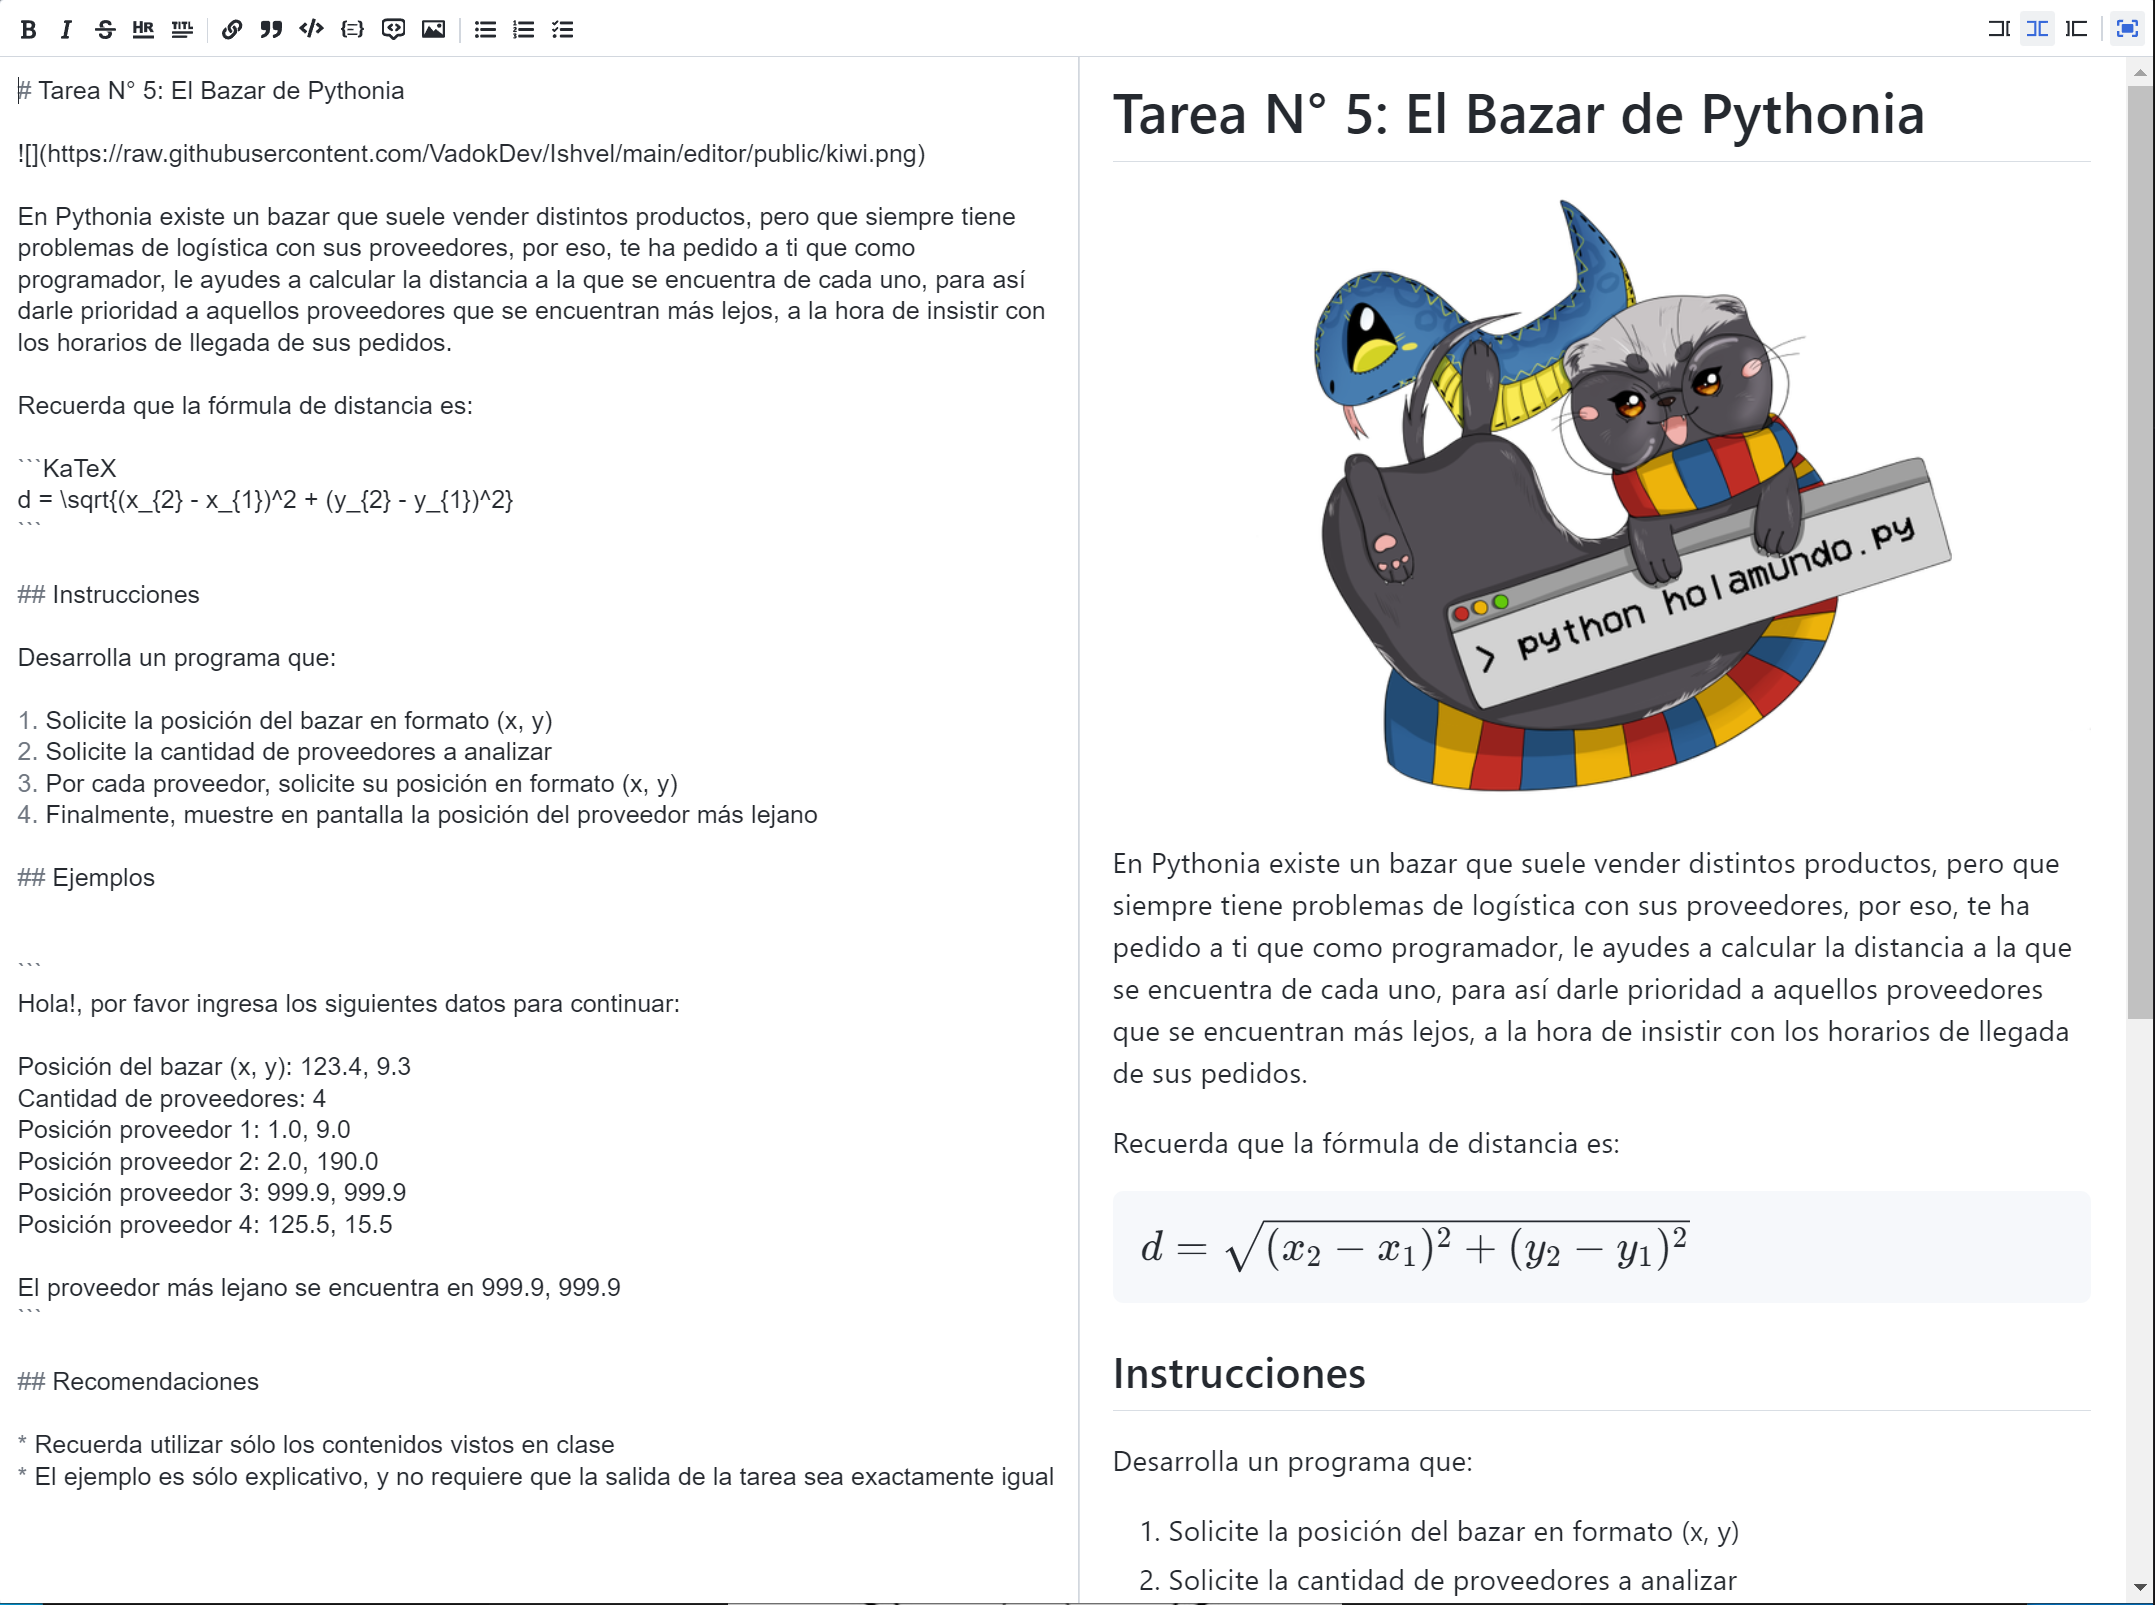 # Tarea N° 5: El Bazar de Pythonia
![](https://raw.githubusercontent.com/VadokDev/Ishvel/main/editor/public/kiwi.png)
En Pythonia existe un bazar que suele vender distintos productos, pero que siempre tiene
problemas de logística con sus proveedores, por eso, te ha pedido a ti que como
programador, le ayudes a calcular la distancia a la que se encuentra de cada uno, para así
darle prioridad a aquellos proveedores que se encuentran más lejos, a la hora de insistir con
los horarios de llegada de sus pedidos.
Recuerda que la fórmula de distancia es:
```KaTeX
d = \sqrt{(x_{2} - x_{1})^2 + (y_{2} - y_{1})^2}
```
## Instrucciones
Desarrolla un programa que:
1. Solicite la posición del bazar en formato (x, y)
2. Solicite la cantidad de proveedores a analizar
3. Por cada proveedor, solicite su posición en formato (x, y)
4. Finalmente, muestre en pantalla la posición del proveedor más lejano
## Ejemplos
```
Hola!, por favor ingresa los siguientes datos para continuar:
Posición del bazar (x, y): 123.4, 9.3
Cantidad de proveedores: 4
Posición proveedor 1: 1.0, 9.0
Posición proveedor 2: 2.0, 190.0
Posición proveedor 3: 999.9, 999.9
Posición proveedor 4: 125.5, 15.5
El proveedor más lejano se encuentra en 999.9, 999.9
```
## Recomendaciones
* Recuerda utilizar sólo los contenidos vistos en clase
* El ejemplo es sólo explicativo, y no requiere que la salida de la tarea sea exactamente igual
Tarea N° 5: El Bazar de Pythonia
> python holamundo.py
En Pythonia existe un bazar que suele vender distintos productos, pero que
siempre tiene problemas de logística con sus proveedores, por eso, te ha
pedido a ti que como programador, le ayudes a calcular la distancia a la que
se encuentra de cada uno, para así darle prioridad a aquellos proveedores
que se encuentran más lejos, a la hora de insistir con los horarios de llegada
de sus pedidos.
Recuerda que la fórmula de distancia es:
d = √(x₂ − x₁)² + (y₂ − y₁)²
Instrucciones
Desarrolla un programa que:
1. Solicite la posición del bazar en formato (x, y)
2. Solicite la cantidad de proveedores a analizar